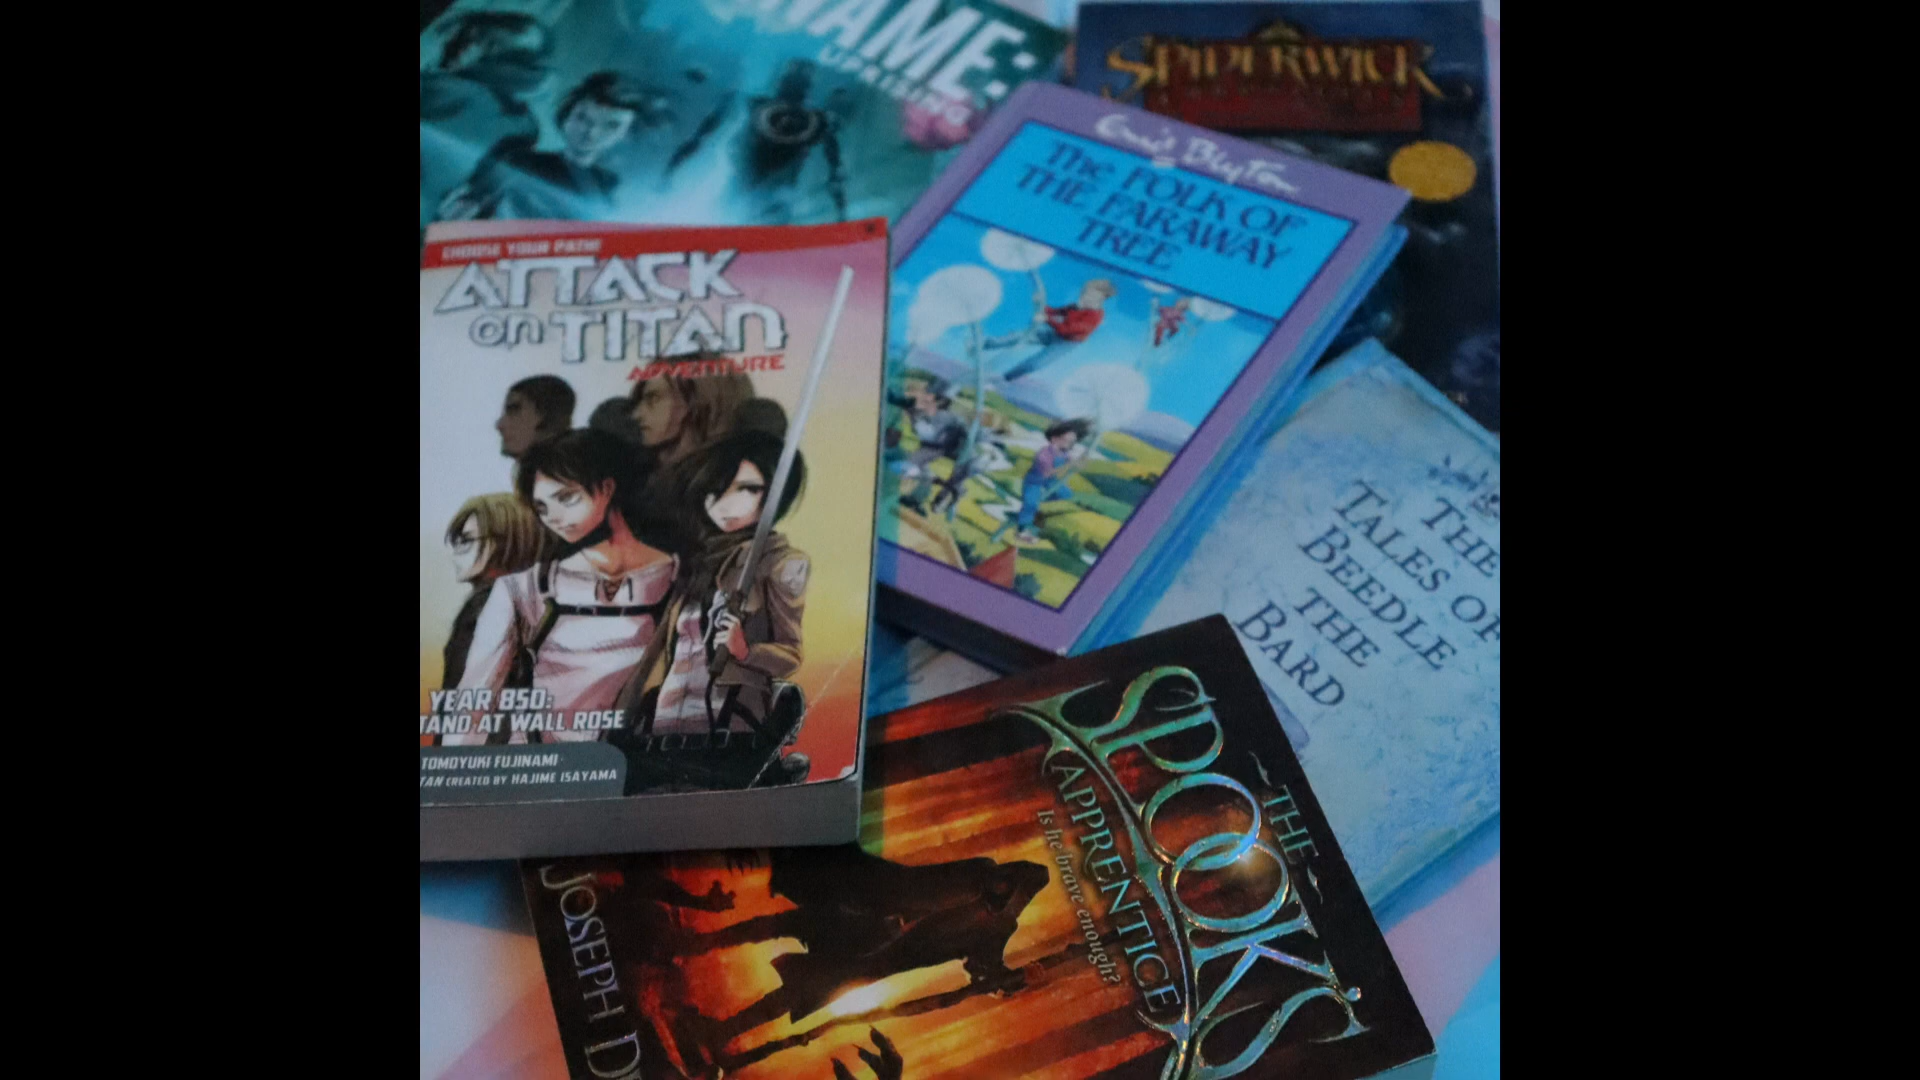 NAME:
UPRISING
SPIDERWICK
Enid Blyton
The FOLK OF
THE FARAWAY
TREE
CHOOSE YOUR PATH!
ATTACK
on TITAN
ADVENTURE
YEAR 850:
TAND AT WALL ROSE
TOMOYUKI FUJINAMI
TAN CREATED BY HAJIME ISAYAMA
THE
TALES OF
BEEDLE
THE
BARD
THE
SPOOK'S
APPRENTICE
Is he brave enough?
JOSEPH D